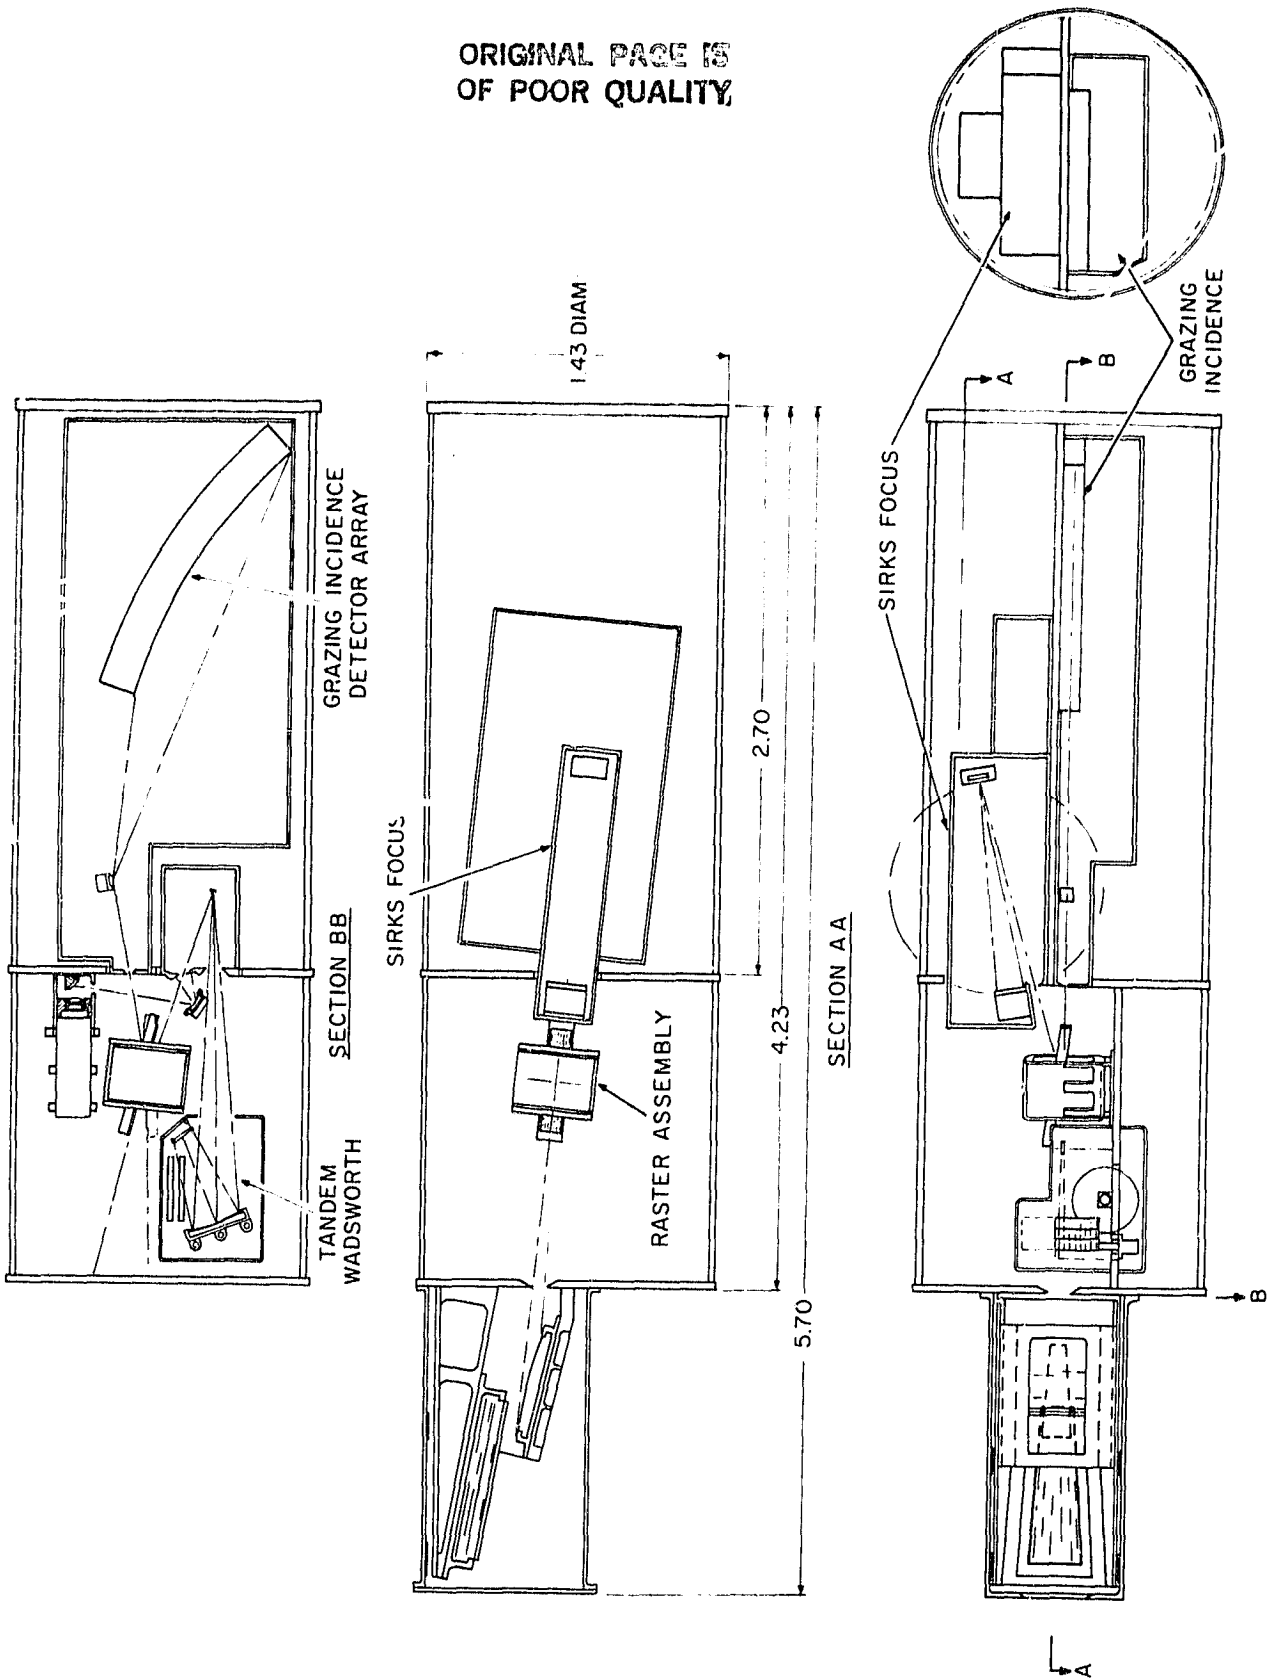 ORIGINAL PAGE IS
OF POOR QUALITY
GRAZING INCIDENCE
DETECTOR ARRAY
SECTION BB
TANDEM
WADSWORTH
1.43 DIAM
SIRKS FOCUS
2.70
4.23
5.70
RASTER ASSEMBLY
SECTION AA
SIRKS FOCUS
GRAZING
INCIDENCE
A
B
B
A